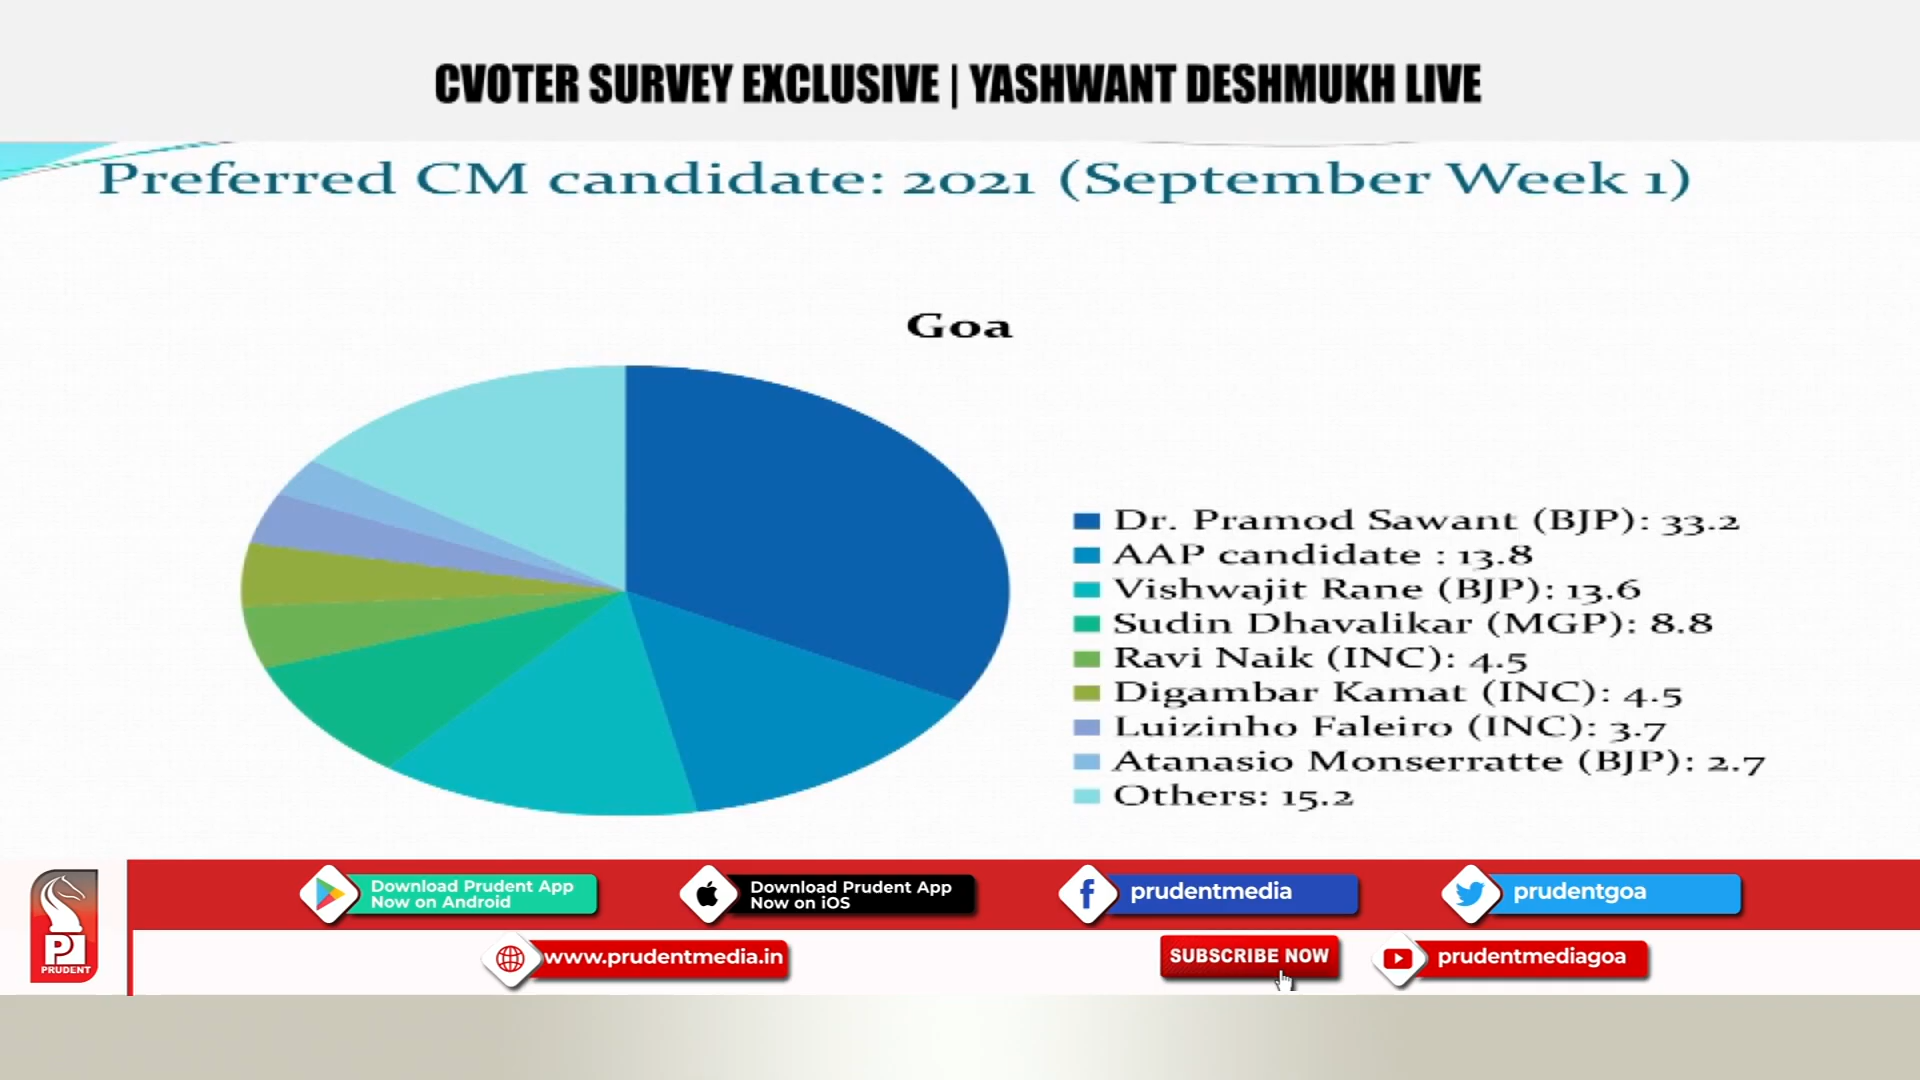 CVOTER SURVEY EXCLUSIVE | YASHWANT DESHMUKH LIVE
Preferred CM candidate: 2021 (September Week 1)
Goa
Dr. Pramod Sawant (BJP): 33.2
AAP candidate : 13.8
Vishwajit Rane (BJP): 13.6
Sudin Dhavalikar (MGP): 8.8
Ravi Naik (INC): 4.5
Digambar Kamat (INC): 4.5
Luizinho Faleiro (INC): 3.7
Atanasio Monserratte (BJP): 2.7
Others: 15.2
Download Prudent App
Now on Android
Download Prudent App
Now on iOS
prudentmedia
prudentgoa
PRUDENT
www.prudentmedia.in
SUBSCRIBE NOW
prudentmediagoa